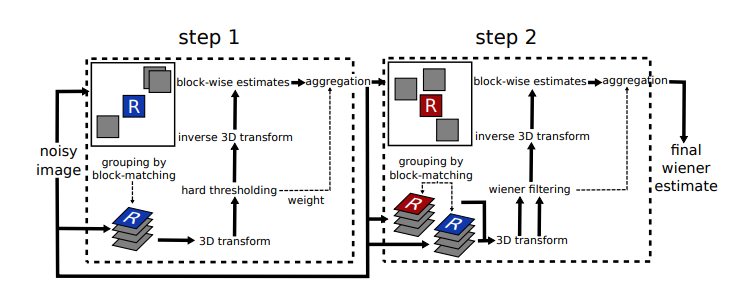 step 1
step 2
R
block-wise estimates
aggregation
inverse 3D transform
noisy
image
grouping by
block-matching
hard thresholding
weight
R
3D transform
R
block-wise estimates
aggregation
inverse 3D transform
grouping by
block-matching
wiener filtering
R
R
3D transform
final
wiener
estimate